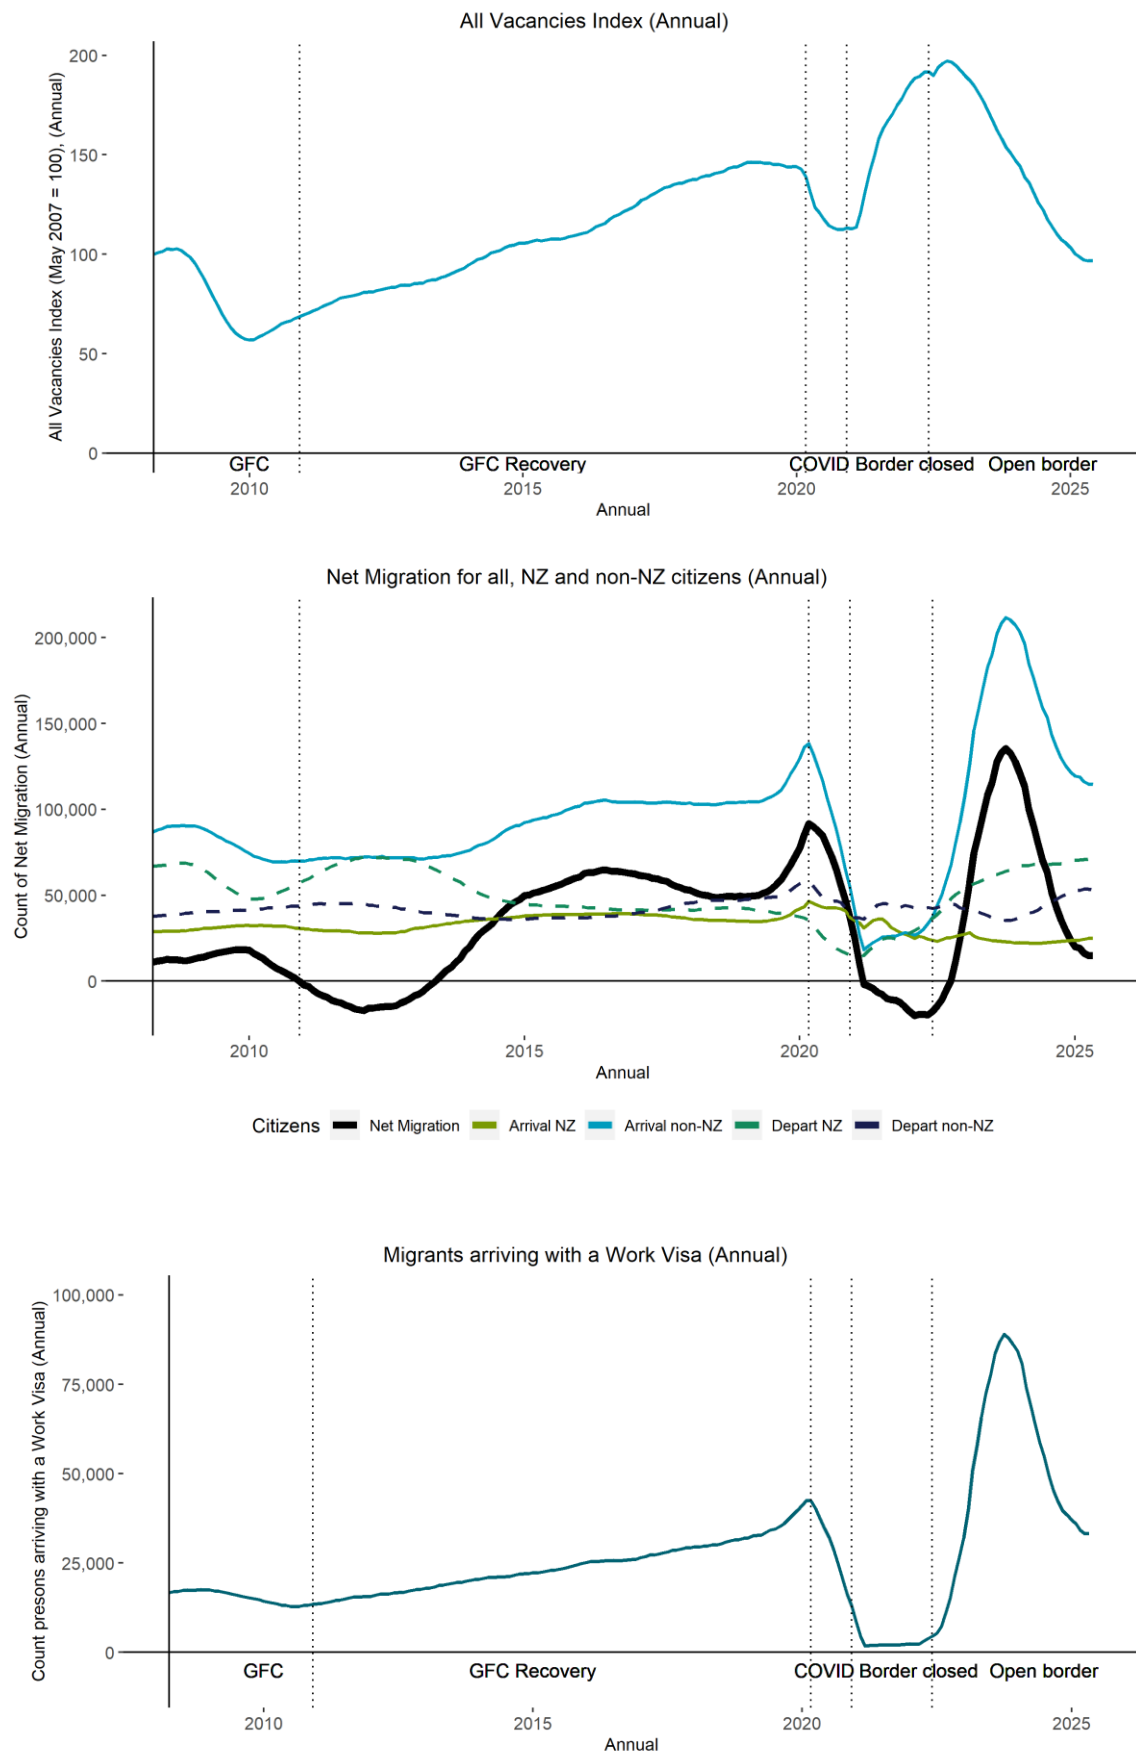 All Vacancies Index (Annual)
All Vacancies Index (May 2007 = 100), (Annual)
200
150
100
50
0
GFC GFC Recovery COVID Border closed Open border
2010 2015 2020 2025
Annual
Net Migration for all, NZ and non-NZ citizens (Annual)
Count of Net Migration (Annual)
200,000
150,000
100,000
50,000
0
2010 2015 2020 2025
Annual
Citizens Net Migration Arrival NZ Arrival non-NZ Depart NZ Depart non-NZ
Migrants arriving with a Work Visa (Annual)
Count presons arriving with a Work Visa (Annual)
100,000
75,000
50,000
25,000
0
GFC GFC Recovery COVID Border closed Open border
2010 2015 2020 2025
Annual